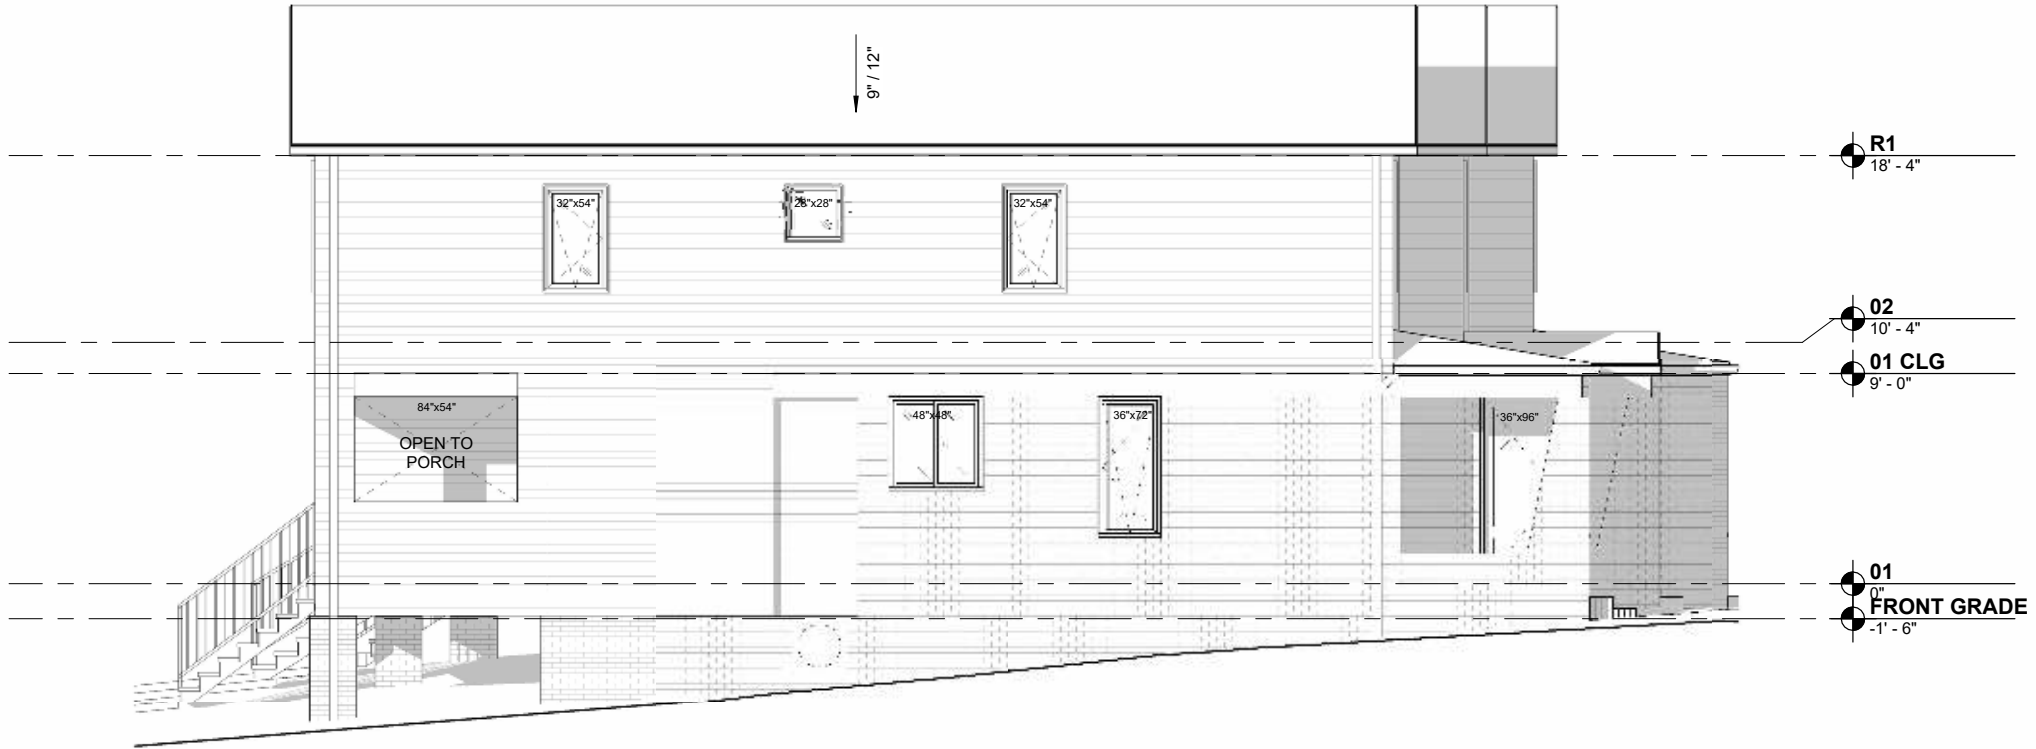 9" / 12"
R1
18' - 4"
32"x54"
28"x28"
32"x54"
02
10' - 4"
01 CLG
9' - 0"
84"x54"
48"x48"
36"x72"
36"x96"
OPEN TO
PORCH
01
0"
FRONT GRADE
-1' - 6"